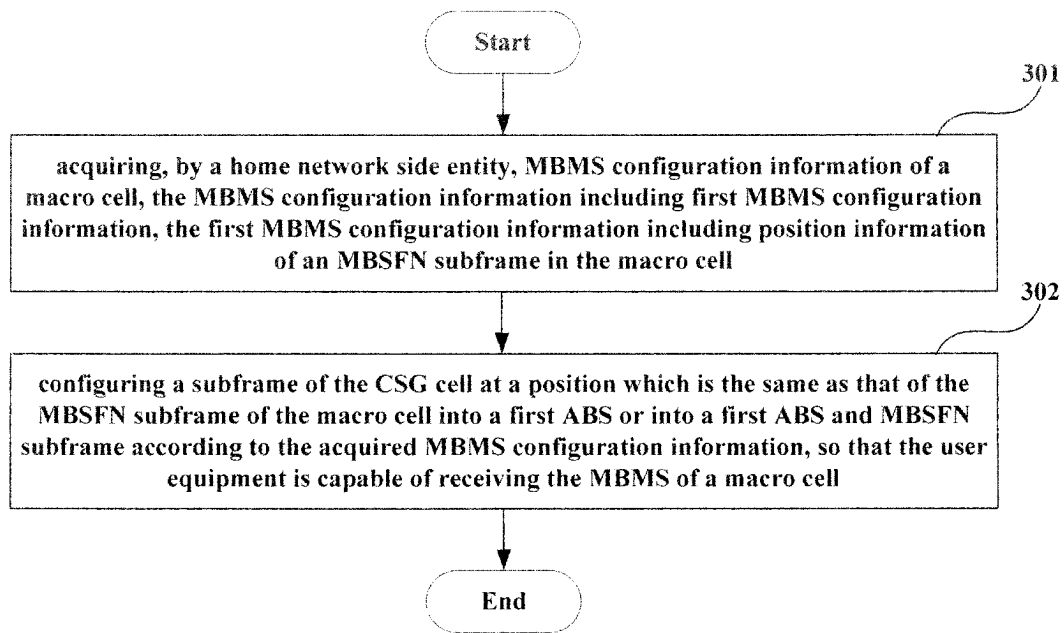 Start
301
acquiring, by a home network side entity, MBMS configuration information of a
macro cell, the MBMS configuration information including first MBMS configuration
information, the first MBMS configuration information including position information
of an MBSFN subframe in the macro cell
302
configuring a subframe of the CSG cell at a position which is the same as that of the
MBSFN subframe of the macro cell into a first ABS or into a first ABS and MBSFN
subframe according to the acquired MBMS configuration information, so that the user
equipment is capable of receiving the MBMS of a macro cell
End